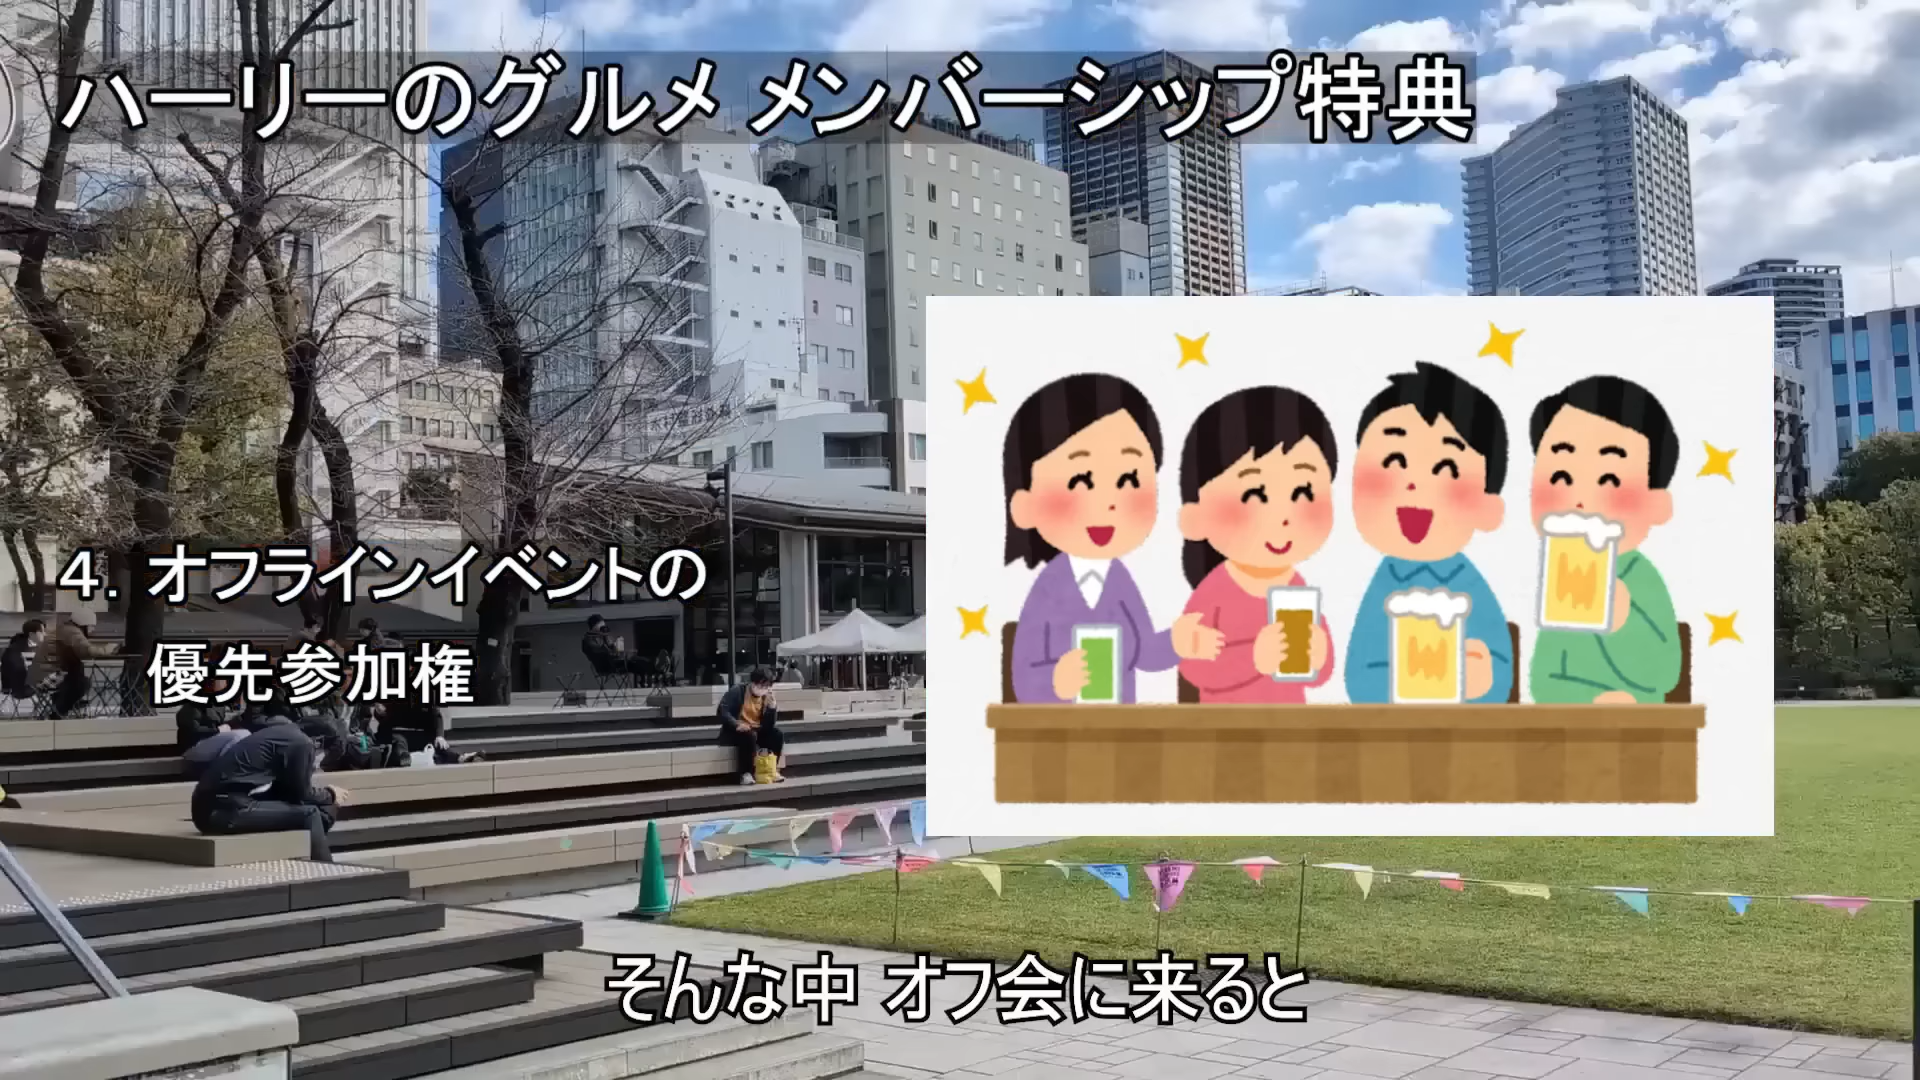 ハーリーのグルメ メンバーシップ特典
4. オフラインイベントの
優先参加権
そんな中 オフ会に来ると